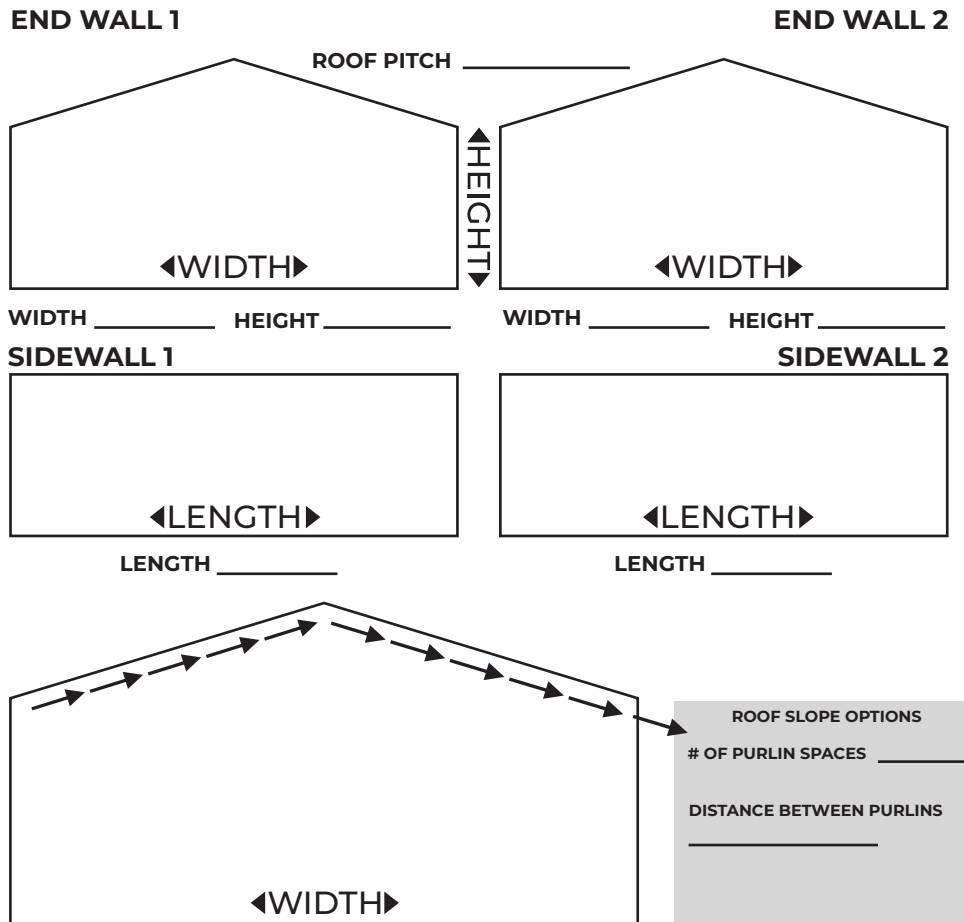 END WALL 1
END WALL 2
ROOF PITCH
HEIGHT
WIDTH
WIDTH
WIDTH HEIGHT
WIDTH HEIGHT
SIDEWALL 1
SIDEWALL 2
LENGTH
LENGTH
LENGTH
LENGTH
ROOF SLOPE OPTIONS
# OF PURLIN SPACES
DISTANCE BETWEEN PURLINS
WIDTH